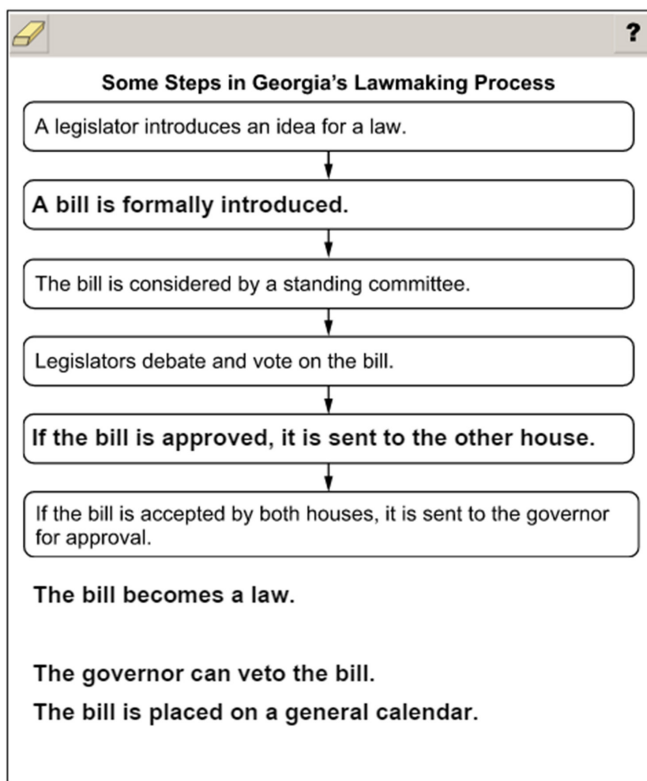 ?
Some Steps in Georgia’s Lawmaking Process
A legislator introduces an idea for a law.
A bill is formally introduced.
The bill is considered by a standing committee.
Legislators debate and vote on the bill.
If the bill is approved, it is sent to the other house.
If the bill is accepted by both houses, it is sent to the governor
for approval.
The bill becomes a law.
The governor can veto the bill.
The bill is placed on a general calendar.